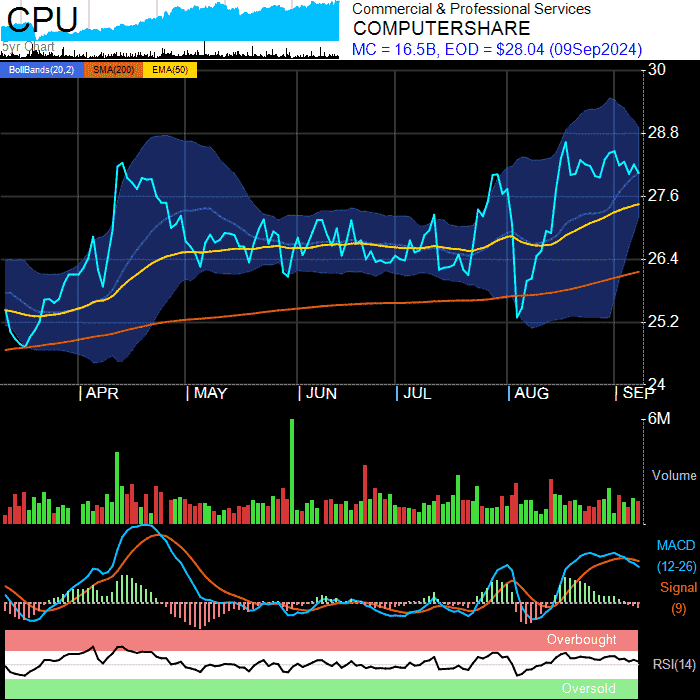 CPU
5yr Chart
Commercial & Professional Services
COMPUTERSHARE
MC = 16.5B, EOD = $28.04 (09Sep2024)
BollBands(20,2) SMA(200) EMA(50)
30
28.8
27.6
26.4
25.2
24
APR MAY JUN JUL AUG SEP
6M
Volume
MACD
(12-26)
Signal
(9)
Overbought
RSI(14)
Oversold